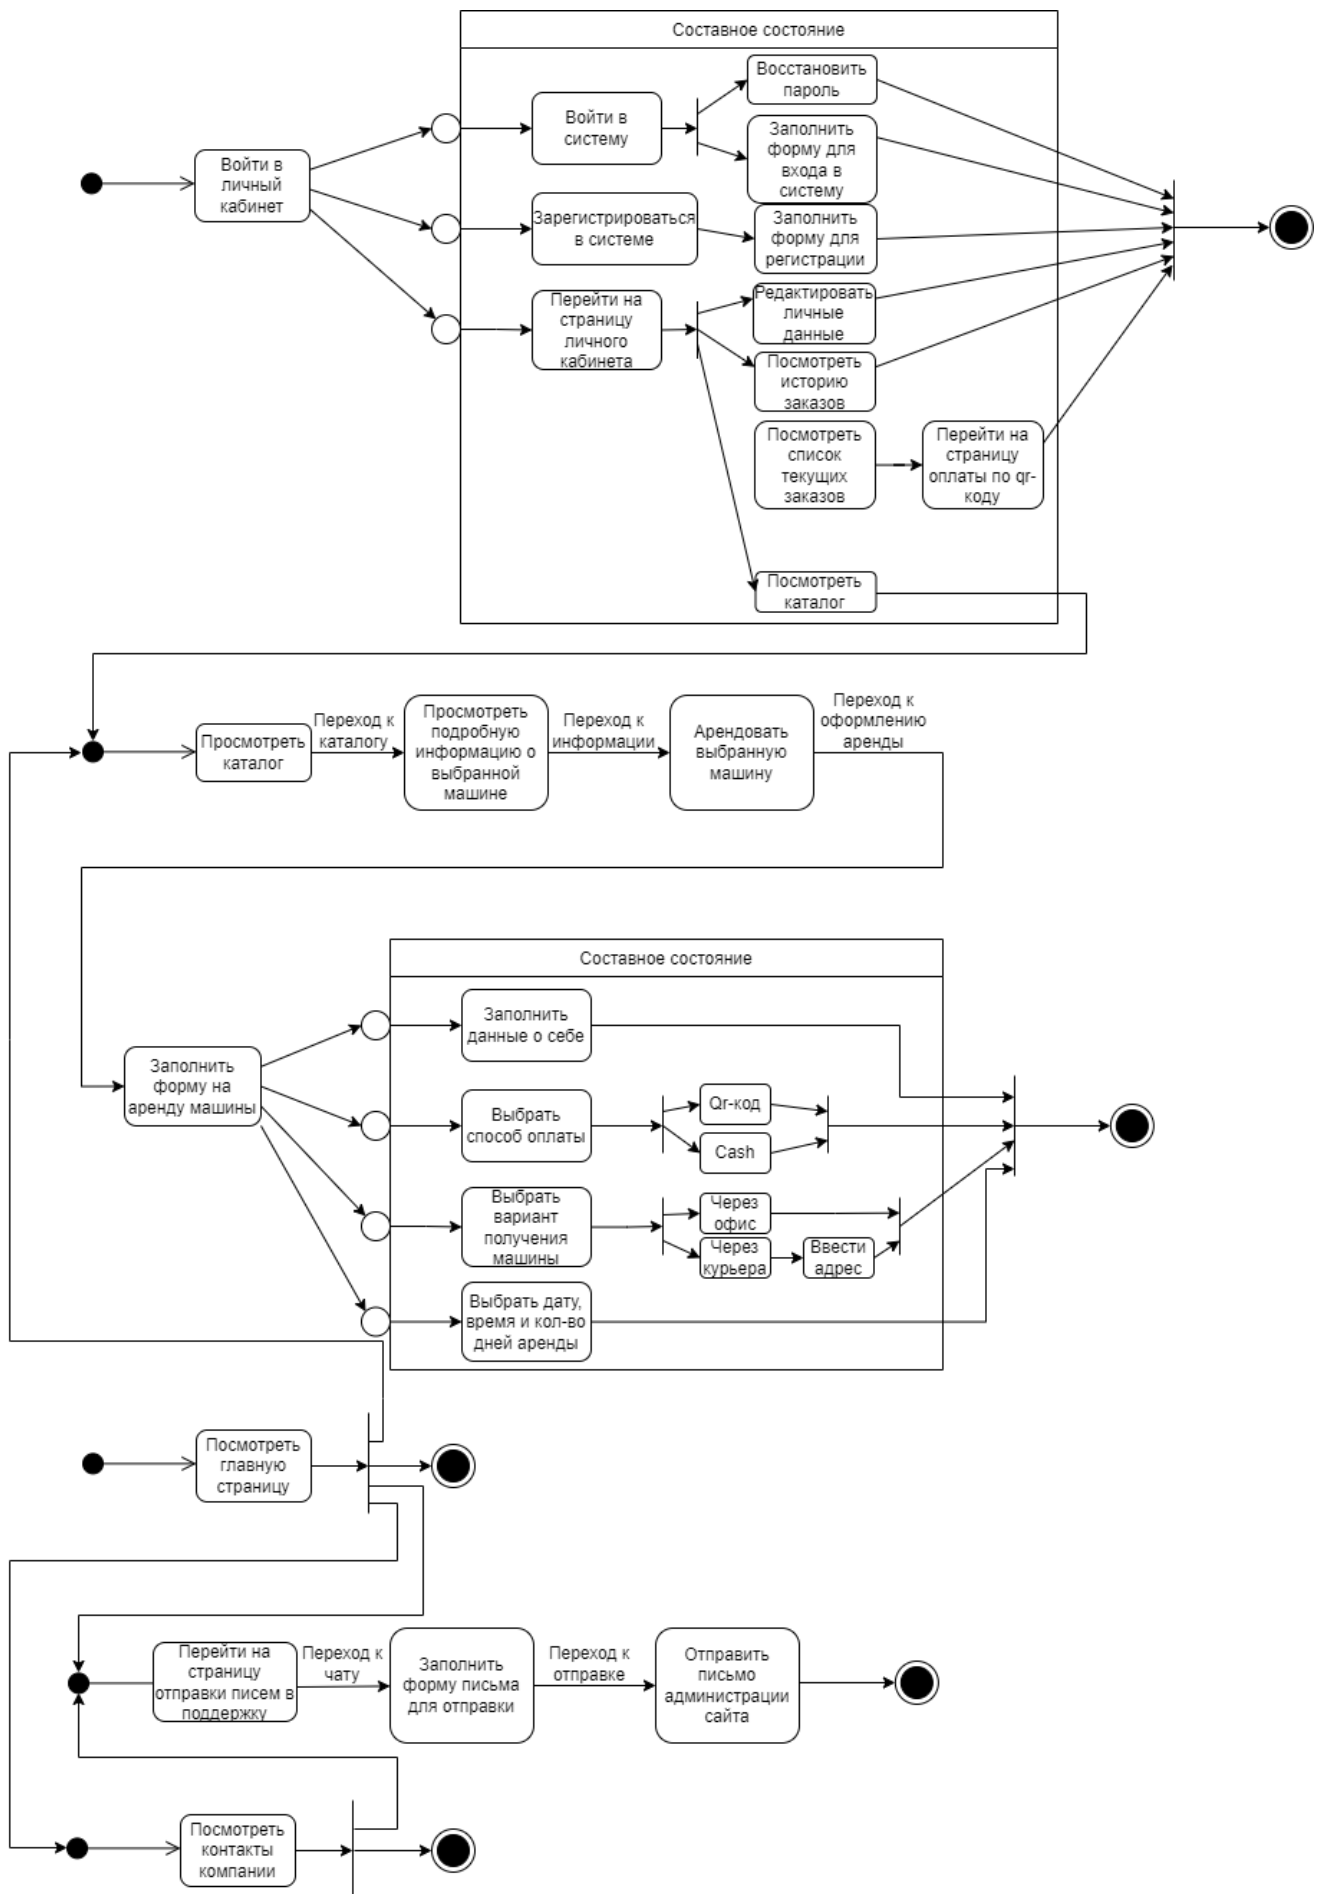 Составное состояние
Восстановить
пароль
Войти в
систему
Заполнить
форму для
входа в
систему
Войти в
личный
кабинет
Зарегистрироваться
в системе
Заполнить
форму для
регистрации
Перейти на
страницу
личного
кабинета
Редактировать
личные
данные
Посмотреть
историю
заказов
Посмотреть
список
текущих
заказов
Перейти на
страницу
оплаты по qr-
коду
Посмотреть
каталог
Просмотреть
каталог
Переход к
каталогу
Просмотреть
подробную
информацию о
выбранной
машине
Переход к
информации
Арендовать
выбранную
машину
Переход к
оформлению
аренды
Составное состояние
Заполнить
данные о себе
Заполнить
форму на
аренду машины
Выбрать
способ оплаты
Qr-код
Cash
Выбрать
вариант
получения
машины
Через
офис
Через
курьера
Ввести
адрес
Выбрать дату,
время и кол-во
дней аренды
Посмотреть
главную
страницу
Перейти на
страницу
отправки писем в
поддержку
Переход к
чату
Заполнить
форму письма
для отправки
Переход к
отправке
Отправить
письмо
администрации
сайта
Посмотреть
контакты
компании